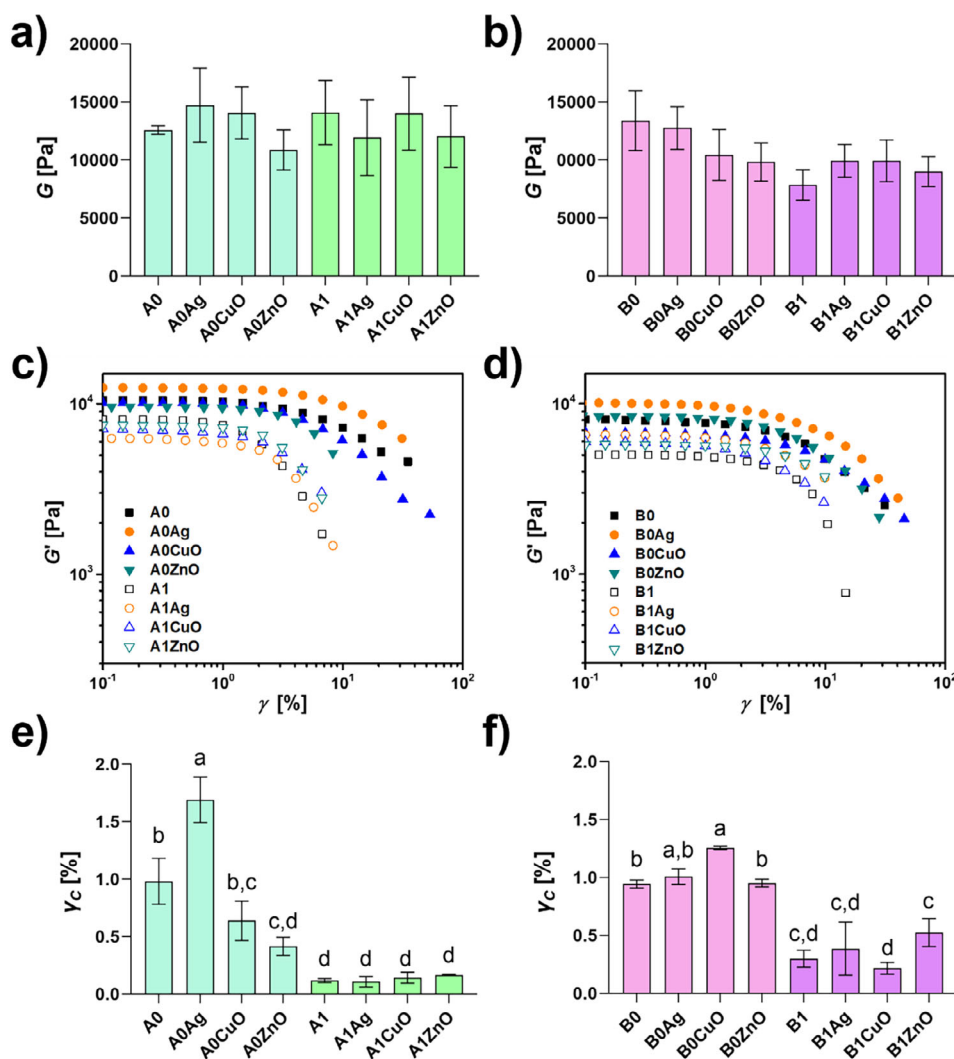 a)
20000
15000
10000
5000
0
G [Pa]
A0
A0Ag
A0CuO
A0ZnO
A1
A1Ag
A1CuO
A1ZnO
b)
20000
15000
0000
5000
0
G [Pa]
B0
B0Ag
B0CuO
B0ZnO
B1
B1Ag
B1CuO
B1ZnO
c)
10⁴
10³
G' [Pa]
A0
A0Ag
A0CuO
A0ZnO
A1
A1Ag
A1CuO
A1ZnO
10⁻¹ 10⁰ 10¹ 10²
γ [%]
d)
10⁴
10³
G' [Pa]
B0
B0Ag
B0CuO
B0ZnO
B1
B1Ag
B1CuO
B1ZnO
10⁻¹ 10⁰ 10¹ 10²
γ [%]
e)
2.0
1.5
1.0
0.5
0.0
γc [%]
b a b,c c,d d d d d
A0
A0Ag
A0CuO
A0ZnO
A1
A1Ag
A1CuO
A1ZnO
f)
2.0
1.5
1.0
0.5
0.0
γc [%]
b a,b a b c,d c,d d c
B0
B0Ag
B0CuO
B0ZnO
B1
B1Ag
B1CuO
B1ZnO